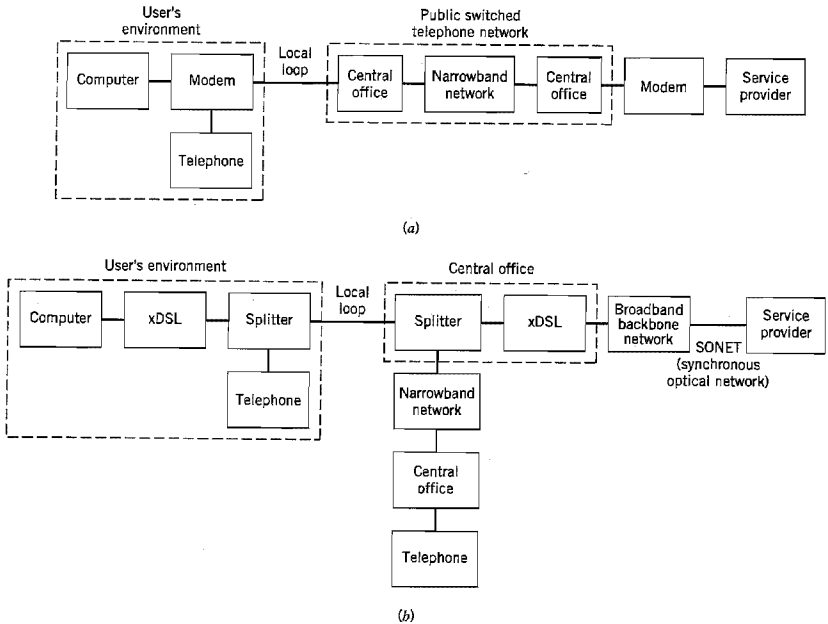 User's
environment
Public switched
telephone network
Local
loop
Computer
Modem
Central
office
Narrowband
network
Central
office
Modem
Service
provider
Telephone
(a)
User's environment
Central office
Local
loop
Computer
xDSL
Splitter
Splitter
xDSL
Broadband
backbone
network
Service
provider
SONET
(synchronous
optical network)
Telephone
Narrowband
network
Central
office
Telephone
(b)